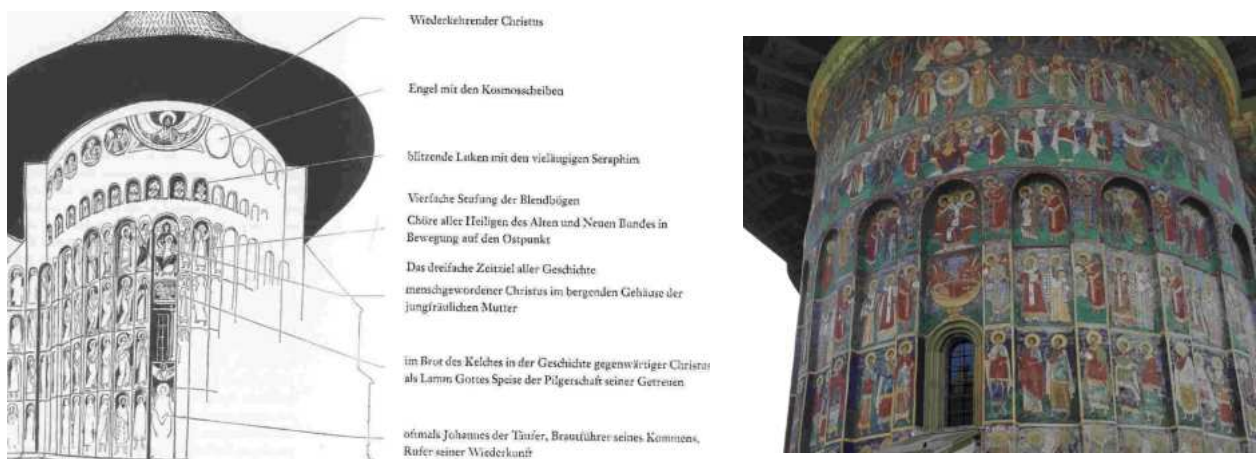 Wiederkehrender Christus
Engel mit den Kosmosscheiben
blitzende Luken mit den vieläugigen Seraphim
Vierfache Stufung der Blendbögen
Chöre aller Heiligen des Alten und Neuen Bundes in
Bewegung auf den Ostpunkt
Das dreifache Zeitziel aller Geschichte
menschgewordener Christus im bergenden Gehäuse der
jungfräulichen Mutter
im Brot des Kelches in der Geschichte gegenwärtiger Christus
als Lamm Gottes Speise der Pilgerschaft seiner Getreuen
oftmals Johannes der Täufer, Brautführer seines Kommens,
Rufer seiner Wiederkunft